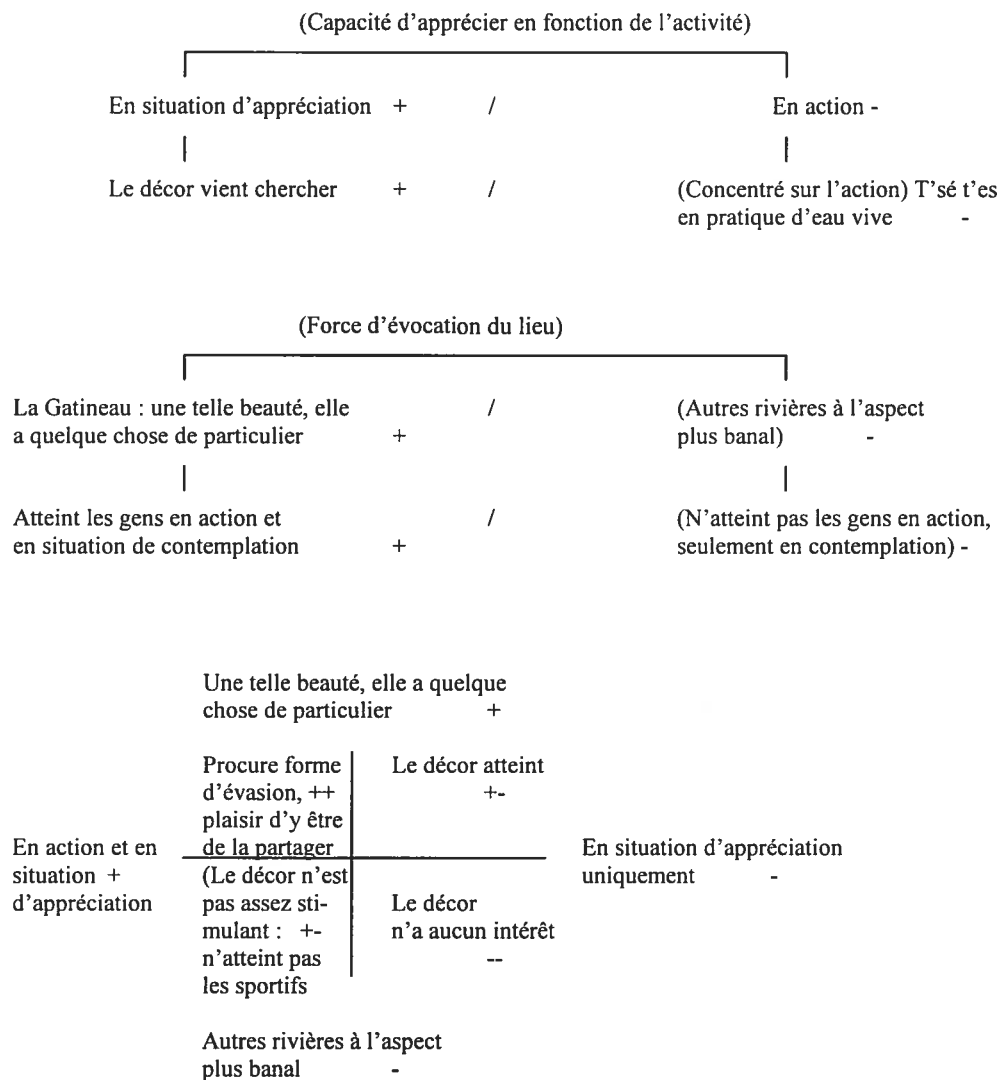 (Capacité d'apprécier en fonction de l'activité)
En situation d'appréciation + / En action -
Le décor vient chercher + / (Concentré sur l'action) T'sé t'es
en pratique d'eau vive -
(Force d'évocation du lieu)
La Gatineau : une telle beauté, elle / (Autres rivières à l'aspect
a quelque chose de particulier + plus banal) -
Atteint les gens en action et / (N'atteint pas les gens en action,
en situation de contemplation + seulement en contemplation) -
Une telle beauté, elle a quelque
chose de particulier +
Procure forme
d'évasion, ++
plaisir d'y être
de la partager
Le décor atteint
+-
En action et en
situation +
d'appréciation
En situation d'appréciation
uniquement -
(Le décor n'est
pas assez sti-
mulant : +-
n'atteint pas
les sportifs
Le décor
n'a aucun intérêt
--
Autres rivières à l'aspect
plus banal -